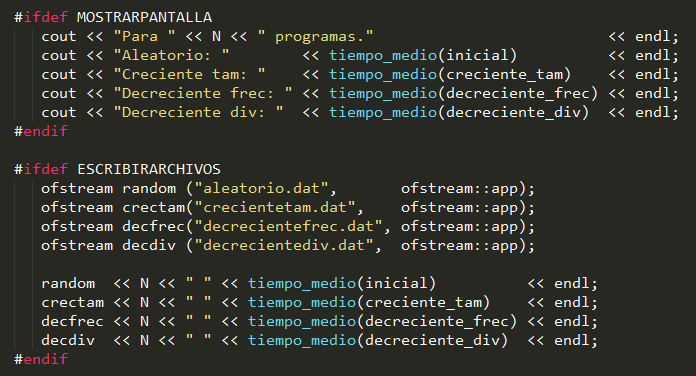 #ifdef MOSTRARPANTALLA
   cout << "Para " << N << " programas."                          << endl;
   cout << "Aleatorio: "        << tiempo_medio(inicial)          << endl;
   cout << "Creciente tam: "    << tiempo_medio(creciente_tam)    << endl;
   cout << "Decreciente frec: " << tiempo_medio(decreciente_frec) << endl;
   cout << "Decreciente div: "  << tiempo_medio(decreciente_div)  << endl;
#endif

#ifdef ESCRIBIRARCHIVOS
   ofstream random ("aleatorio.dat",       ofstream::app);
   ofstream crectam("crecientetam.dat",    ofstream::app);
   ofstream decfrec("decrecientefrec.dat", ofstream::app);
   ofstream decdiv ("decrecientediv.dat",  ofstream::app);

   random  << N << " " << tiempo_medio(inicial)          << endl;
   crectam << N << " " << tiempo_medio(creciente_tam)    << endl;
   decfrec << N << " " << tiempo_medio(decreciente_frec) << endl;
   decdiv  << N << " " << tiempo_medio(decreciente_div)  << endl;
#endif